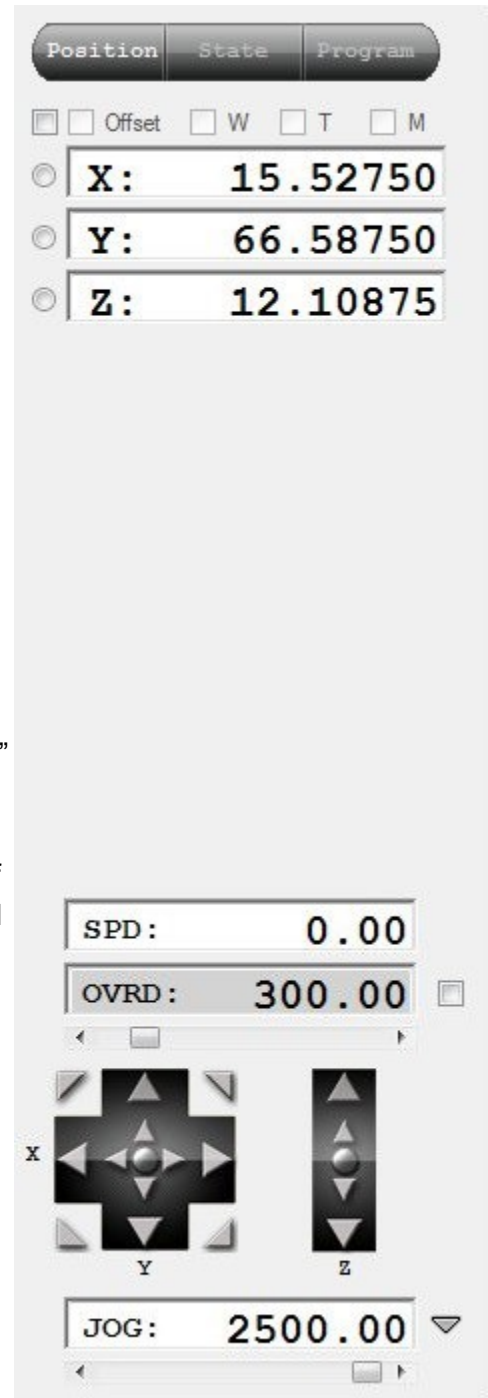 Position State Program
Offset W T M
X: 15.52750
Y: 66.58750
Z: 12.10875
”
SPD: 0.00
OVRD: 300.00
X
Y Z
JOG: 2500.00